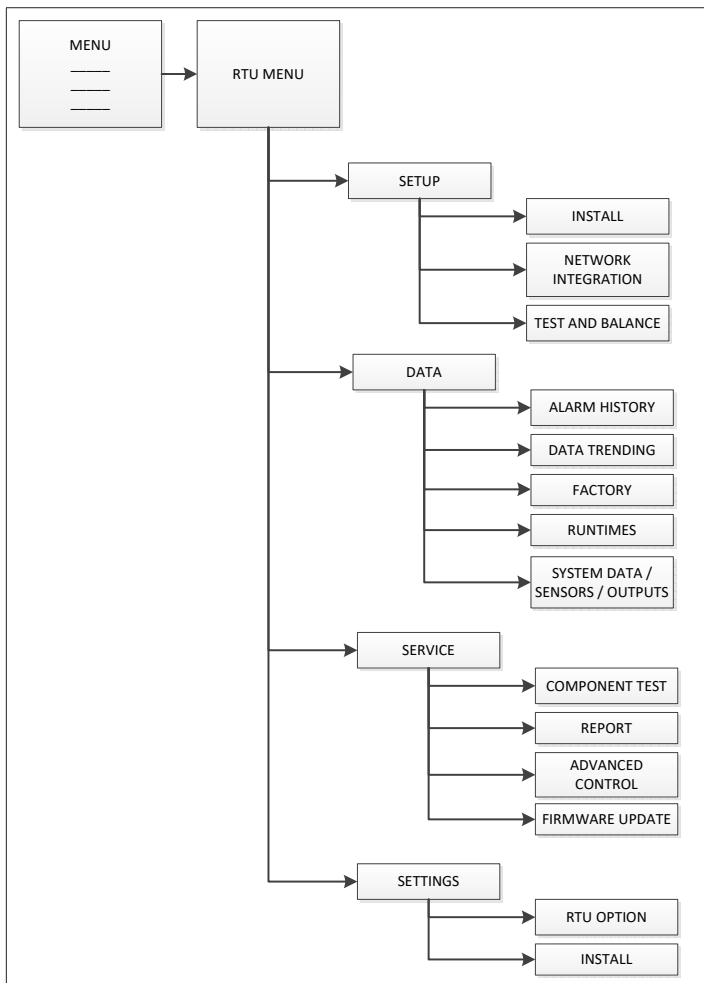 MENU
RTU MENU
SETUP
INSTALL
NETWORK
INTEGRATION
TEST AND BALANCE
DATA
ALARM HISTORY
DATA TRENDING
FACTORY
RUNTIMES
SYSTEM DATA /
SENSORS / OUTPUTS
SERVICE
COMPONENT TEST
REPORT
ADVANCED
CONTROL
FIRMWARE UPDATE
SETTINGS
RTU OPTION
INSTALL